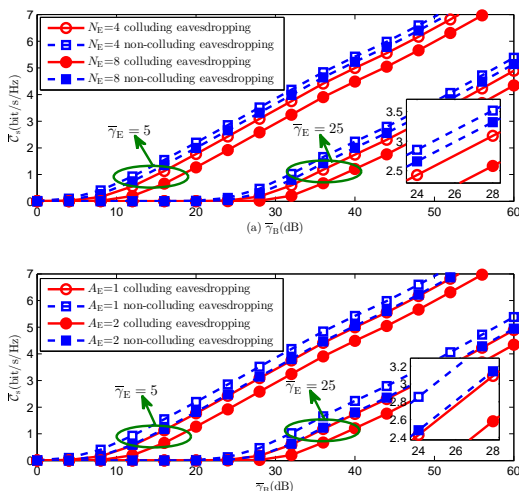 N_E=4 colluding eavesdropping
N_E=4 non-colluding eavesdropping
N_E=8 colluding eavesdropping
N_E=8 non-colluding eavesdropping
7
6
5
4
3
2
1
0
C̅_s(bit/s/Hz)
γ̅_E = 5
γ̅_E = 25
3.5
3
2.5
24 26 28
0 10 20 30 40 50 60
(a) γ̅_B(dB)
A_E=1 colluding eavesdropping
A_E=1 non-colluding eavesdropping
A_E=2 colluding eavesdropping
A_E=2 non-colluding eavesdropping
7
6
5
4
3
2
1
0
C̅_s(bit/s/Hz)
γ̅_E = 5
γ̅_E = 25
3.2
3
2.8
2.6
2.4
24 26 28
0 10 20 30 40 50 60
γ̅_B(dB)